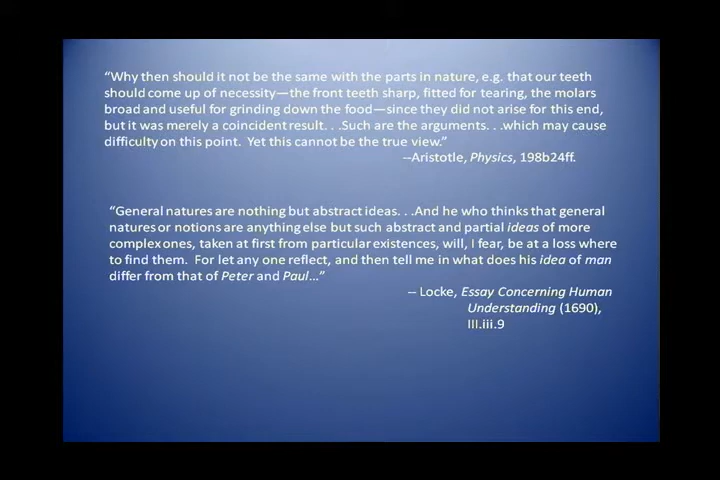 “Why then should it not be the same with the parts in nature, e.g. that our teeth
should come up of necessity—the front teeth sharp, fitted for tearing, the molars
broad and useful for grinding down the food—since they did not arise for this end,
but it was merely a coincident result. . .Such are the arguments. . .which may cause
difficulty on this point.  Yet this cannot be the true view.”
--Aristotle, Physics, 198b24ff.
“General natures are nothing but abstract ideas. . .And he who thinks that general
natures or notions are anything else but such abstract and partial ideas of more
complex ones, taken at first from particular existences, will, I fear, be at a loss where
to find them.  For let any one reflect, and then tell me in what does his idea of man
differ from that of Peter and Paul…”
-- Locke, Essay Concerning Human
Understanding (1690),
III.iii.9